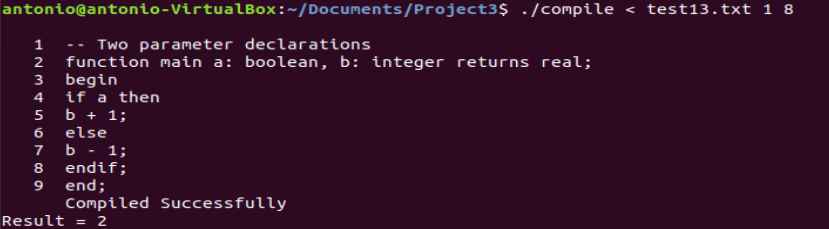 antonio@antonio-VirtualBox:~/Documents/Project3$ ./compile < test13.txt 1 8
1 -- Two parameter declarations
2 function main a: boolean, b: integer returns real;
3 begin
4 if a then
5 b + 1;
6 else
7 b - 1;
8 endif;
9 end;
Compiled Successfully
Result = 2